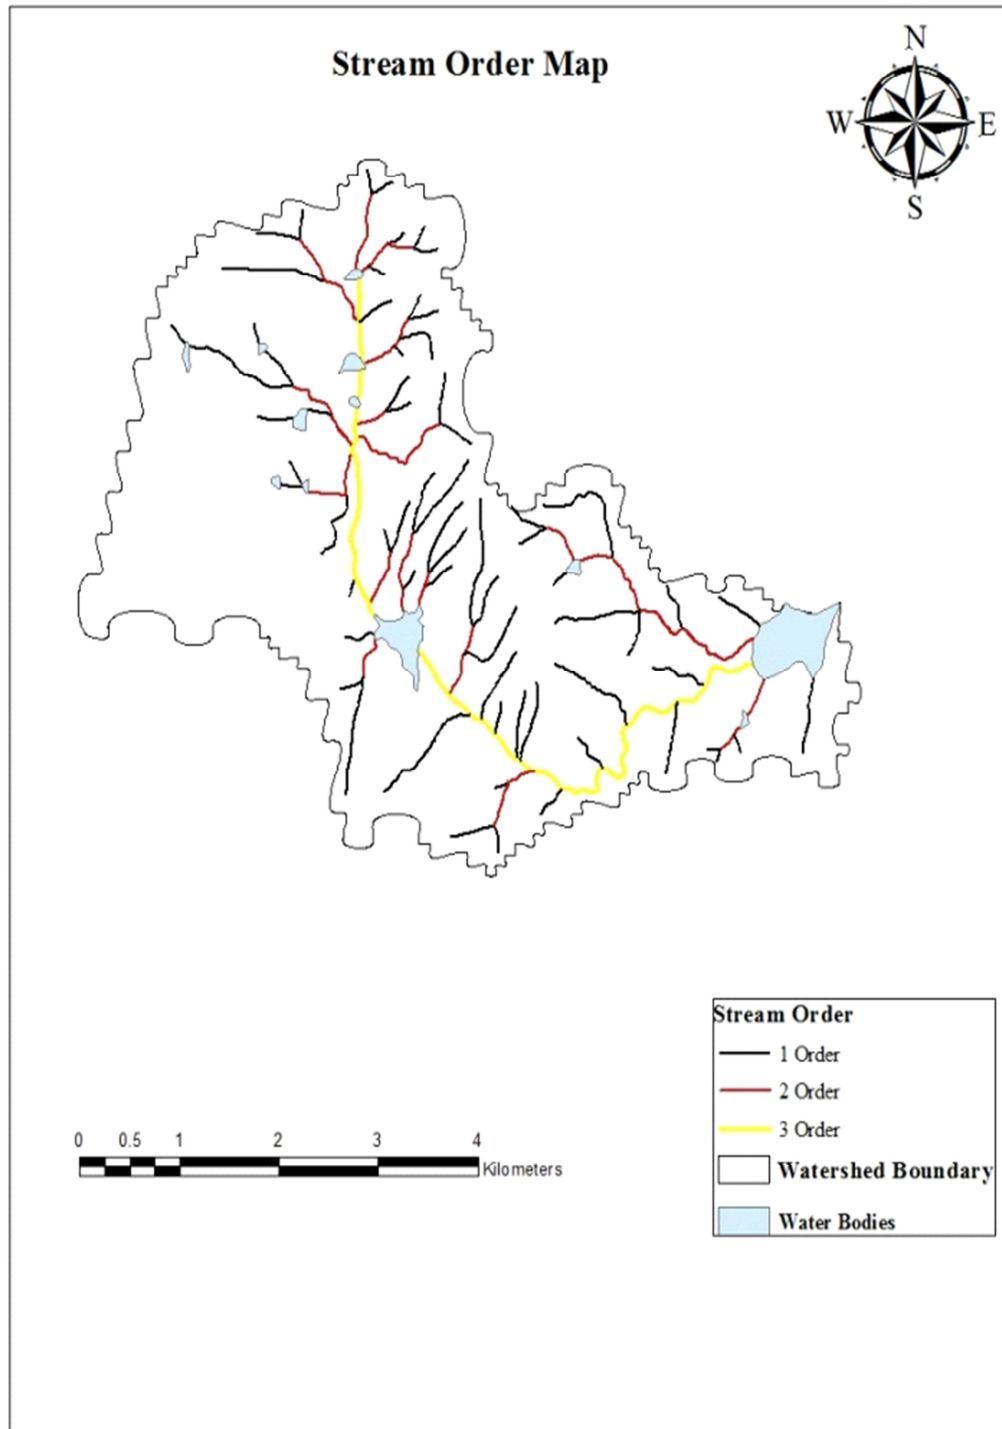 Stream Order Map
N
W E
S
Stream Order
1 Order
2 Order
3 Order
Watershed Boundary
Water Bodies
0 0.5 1 2 3 4
Kilometers